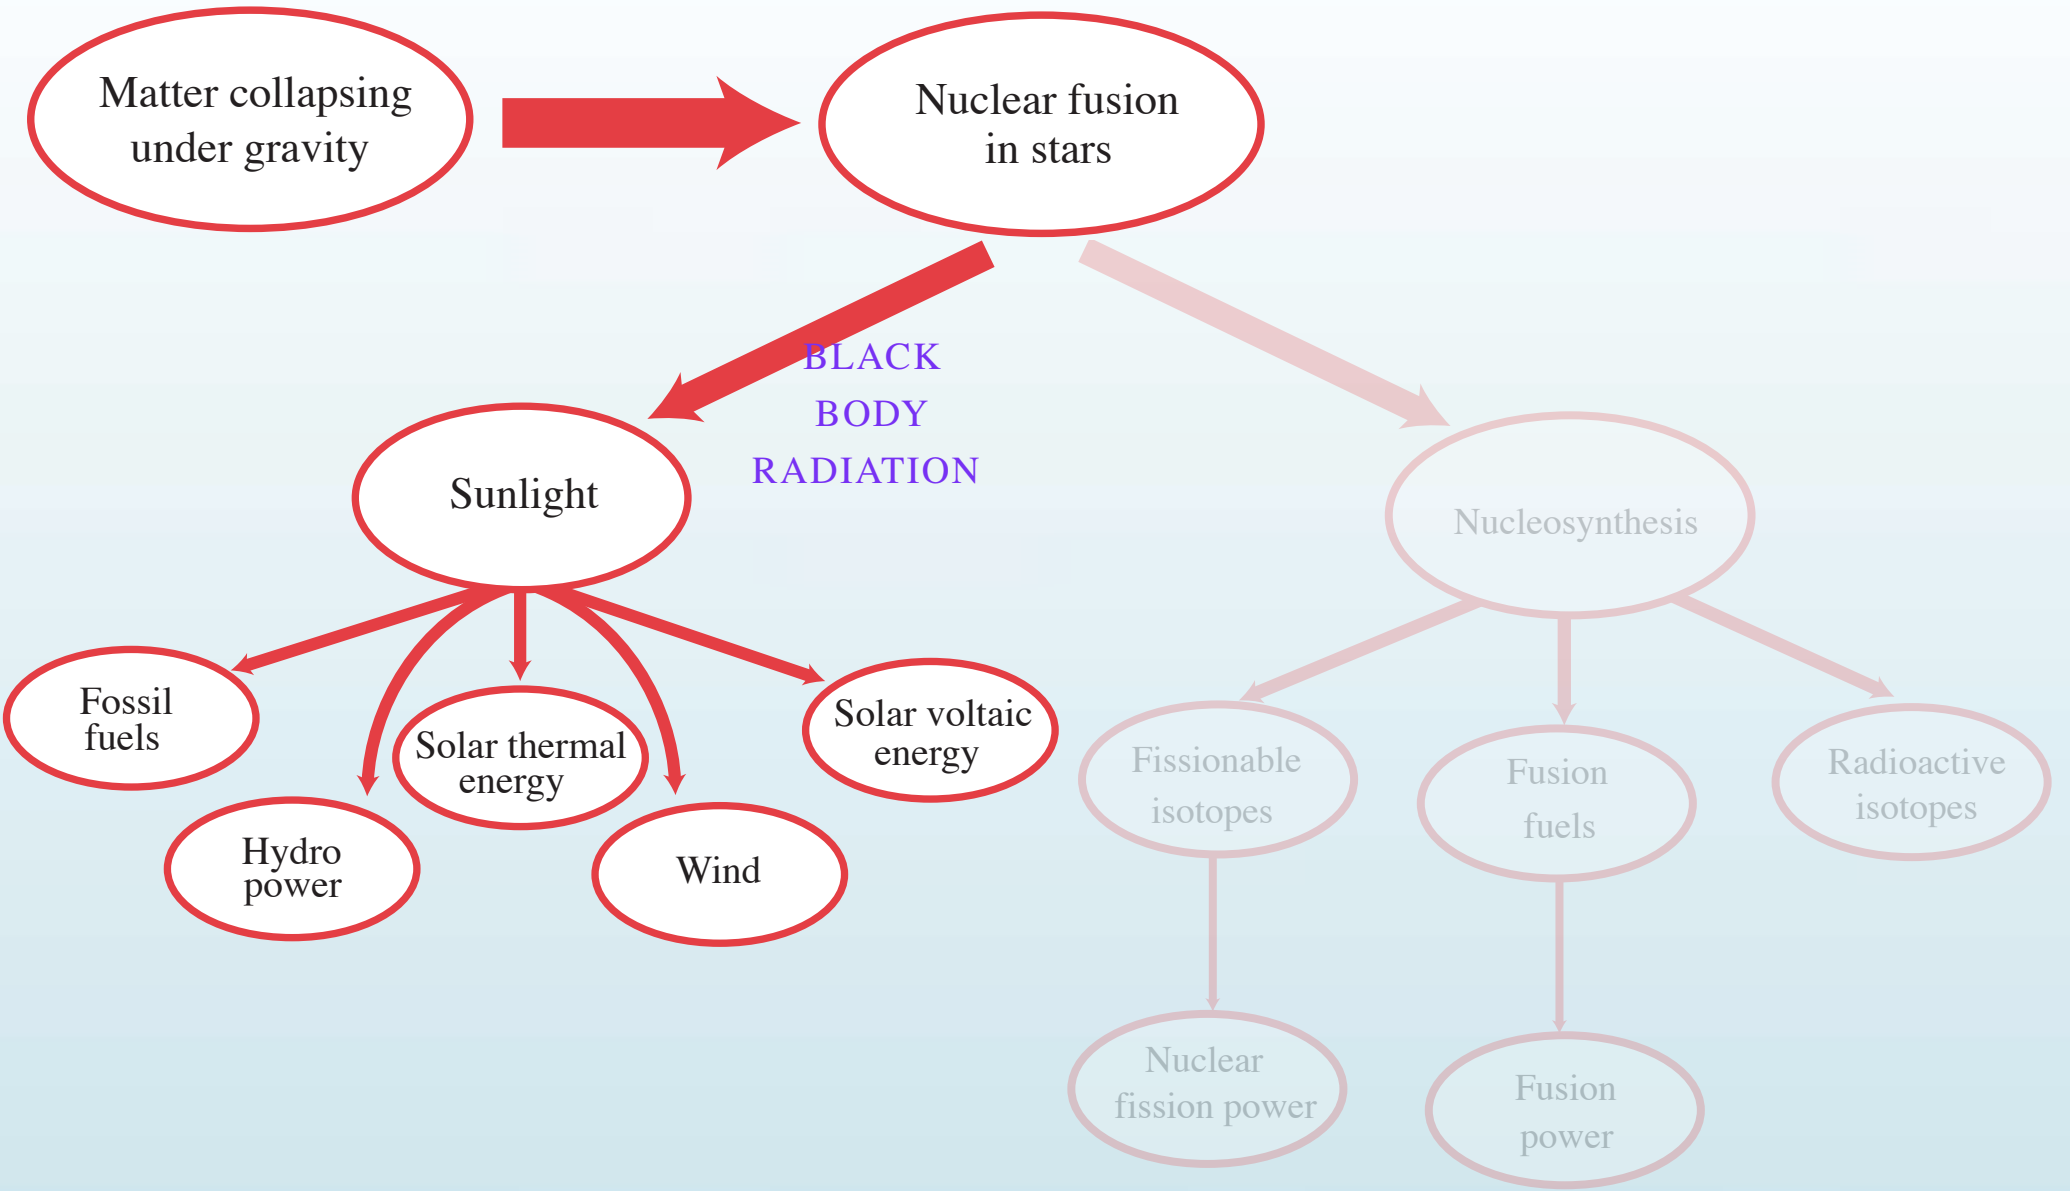 Matter collapsing
under gravity
Nuclear fusion
in stars
BLACK
BODY
RADIATION
Sunlight
Nucleosynthesis
Fossil
fuels
Solar thermal
energy
Solar voltaic
energy
Hydro
power
Wind
Fissionable
isotopes
Fusion
fuels
Radioactive
isotopes
Nuclear
fission power
Fusion
power